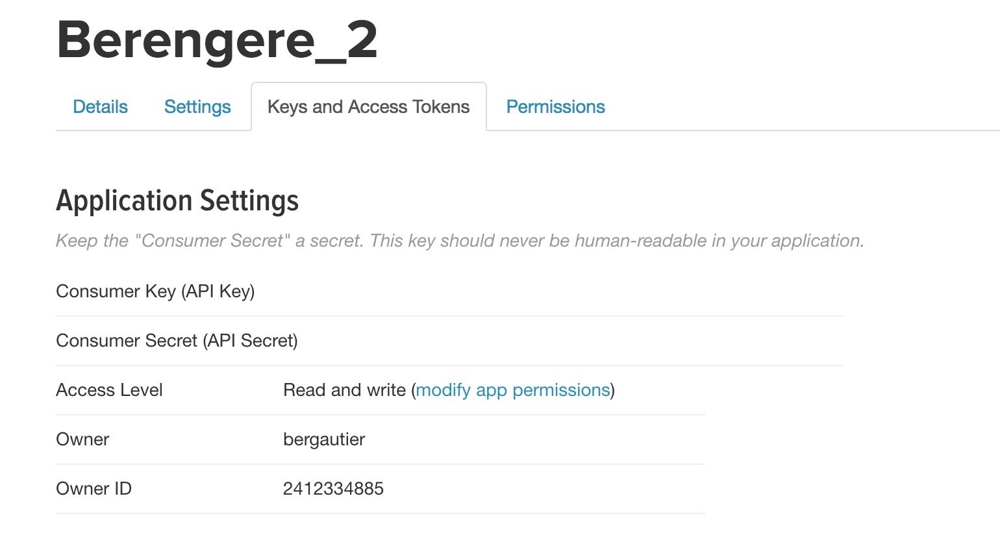 Berengere_2
Details Settings Keys and Access Tokens Permissions
Application Settings
Keep the "Consumer Secret" a secret. This key should never be human-readable in your application.
Consumer Key (API Key)
Consumer Secret (API Secret)
Access Level Read and write (modify app permissions)
Owner bergautier
Owner ID 2412334885